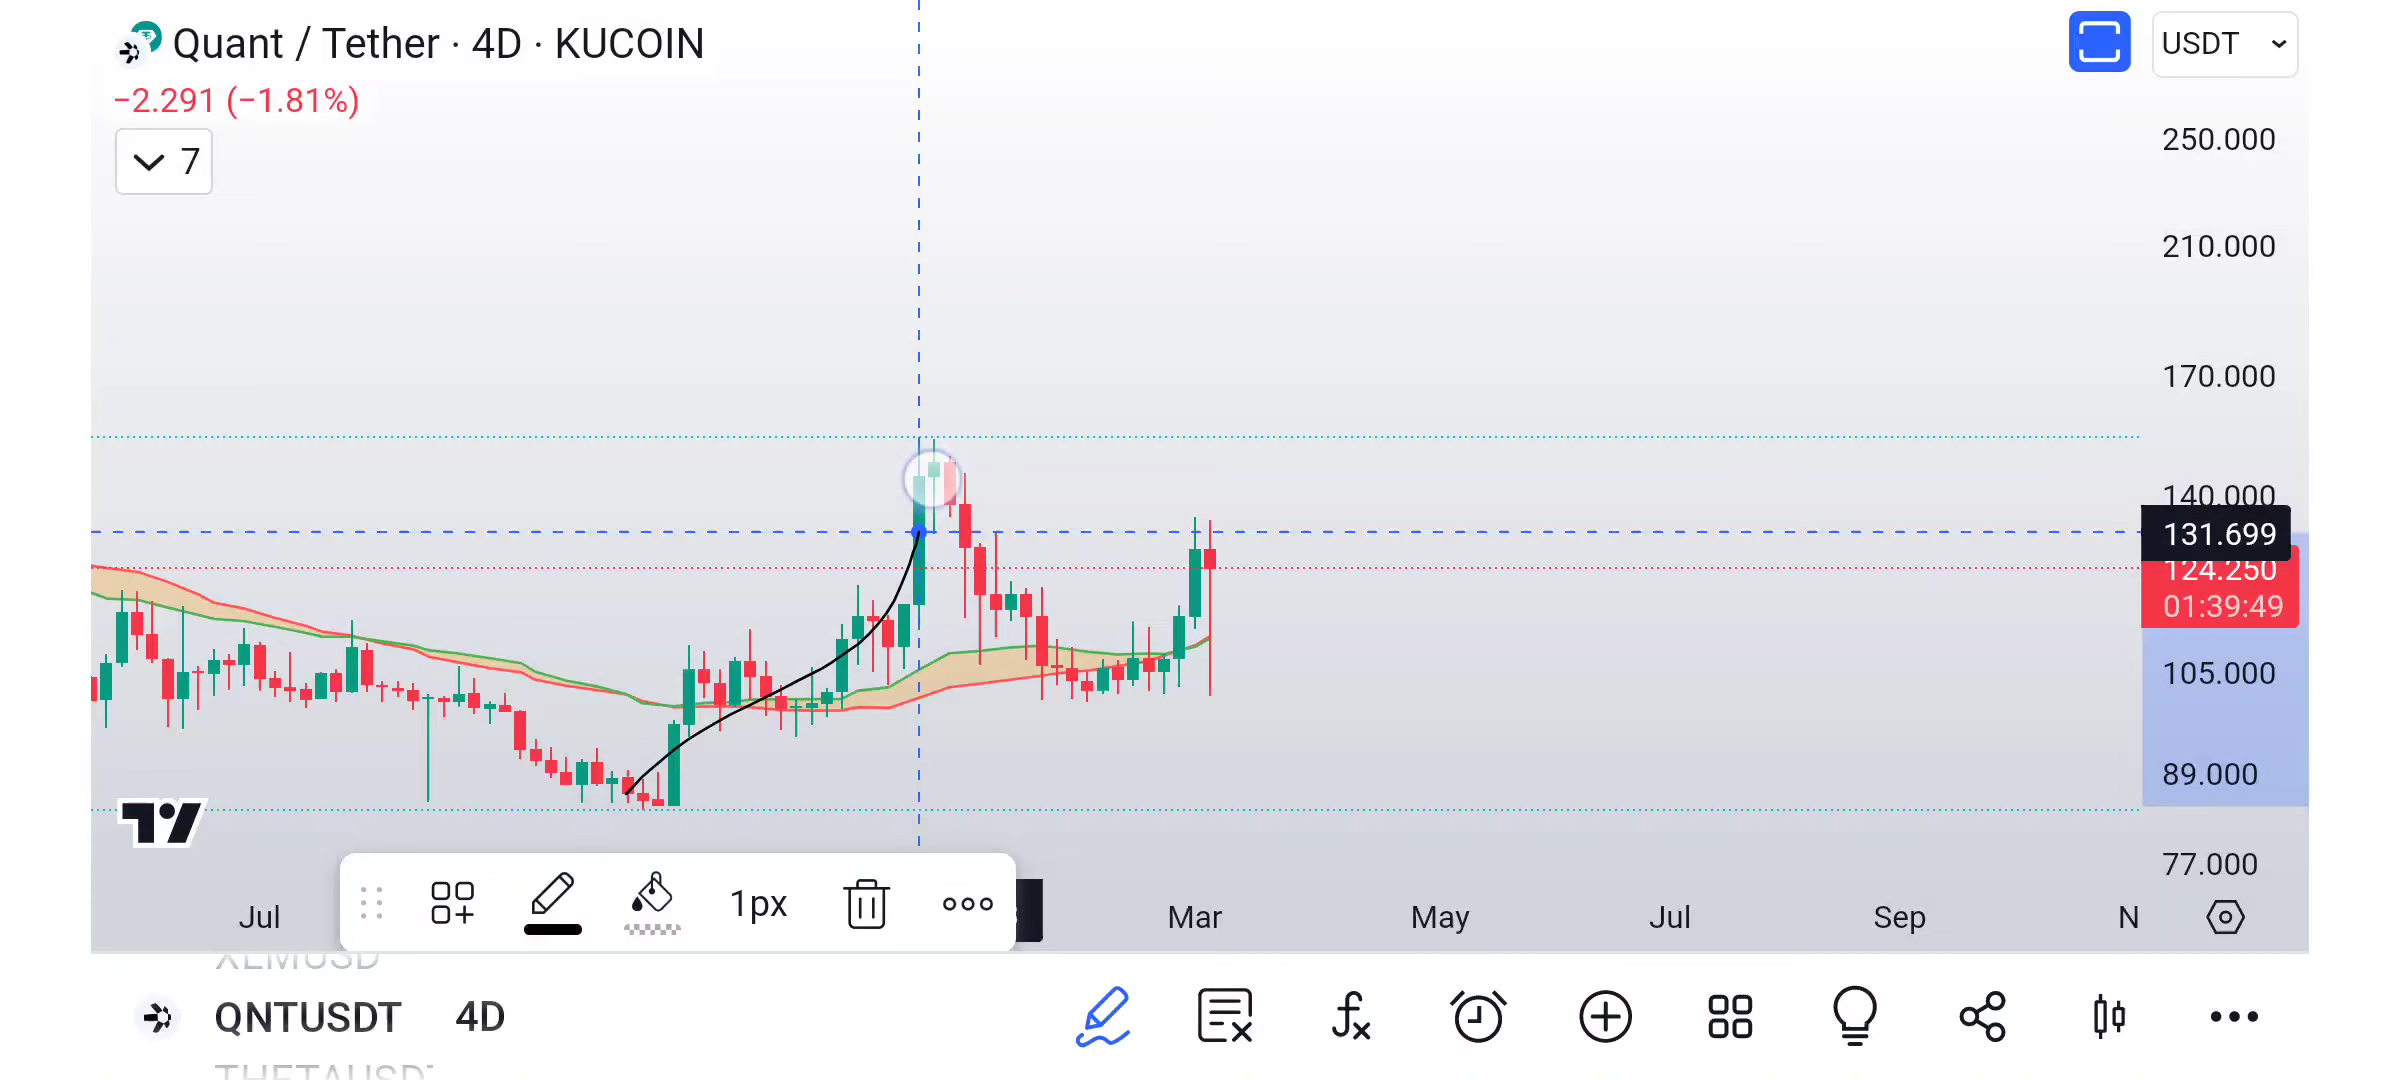 Quant / Tether · 4D · KUCOIN
USDT
−2.291 (−1.81%)
7
250.000
210.000
170.000
140.000
131.699
124.250
01:39:49
105.000
89.000
77.000
1px
Jul
Mar
May
Jul
Sep
N
XLMUSD
QNTUSDT 4D
THETAUSDT